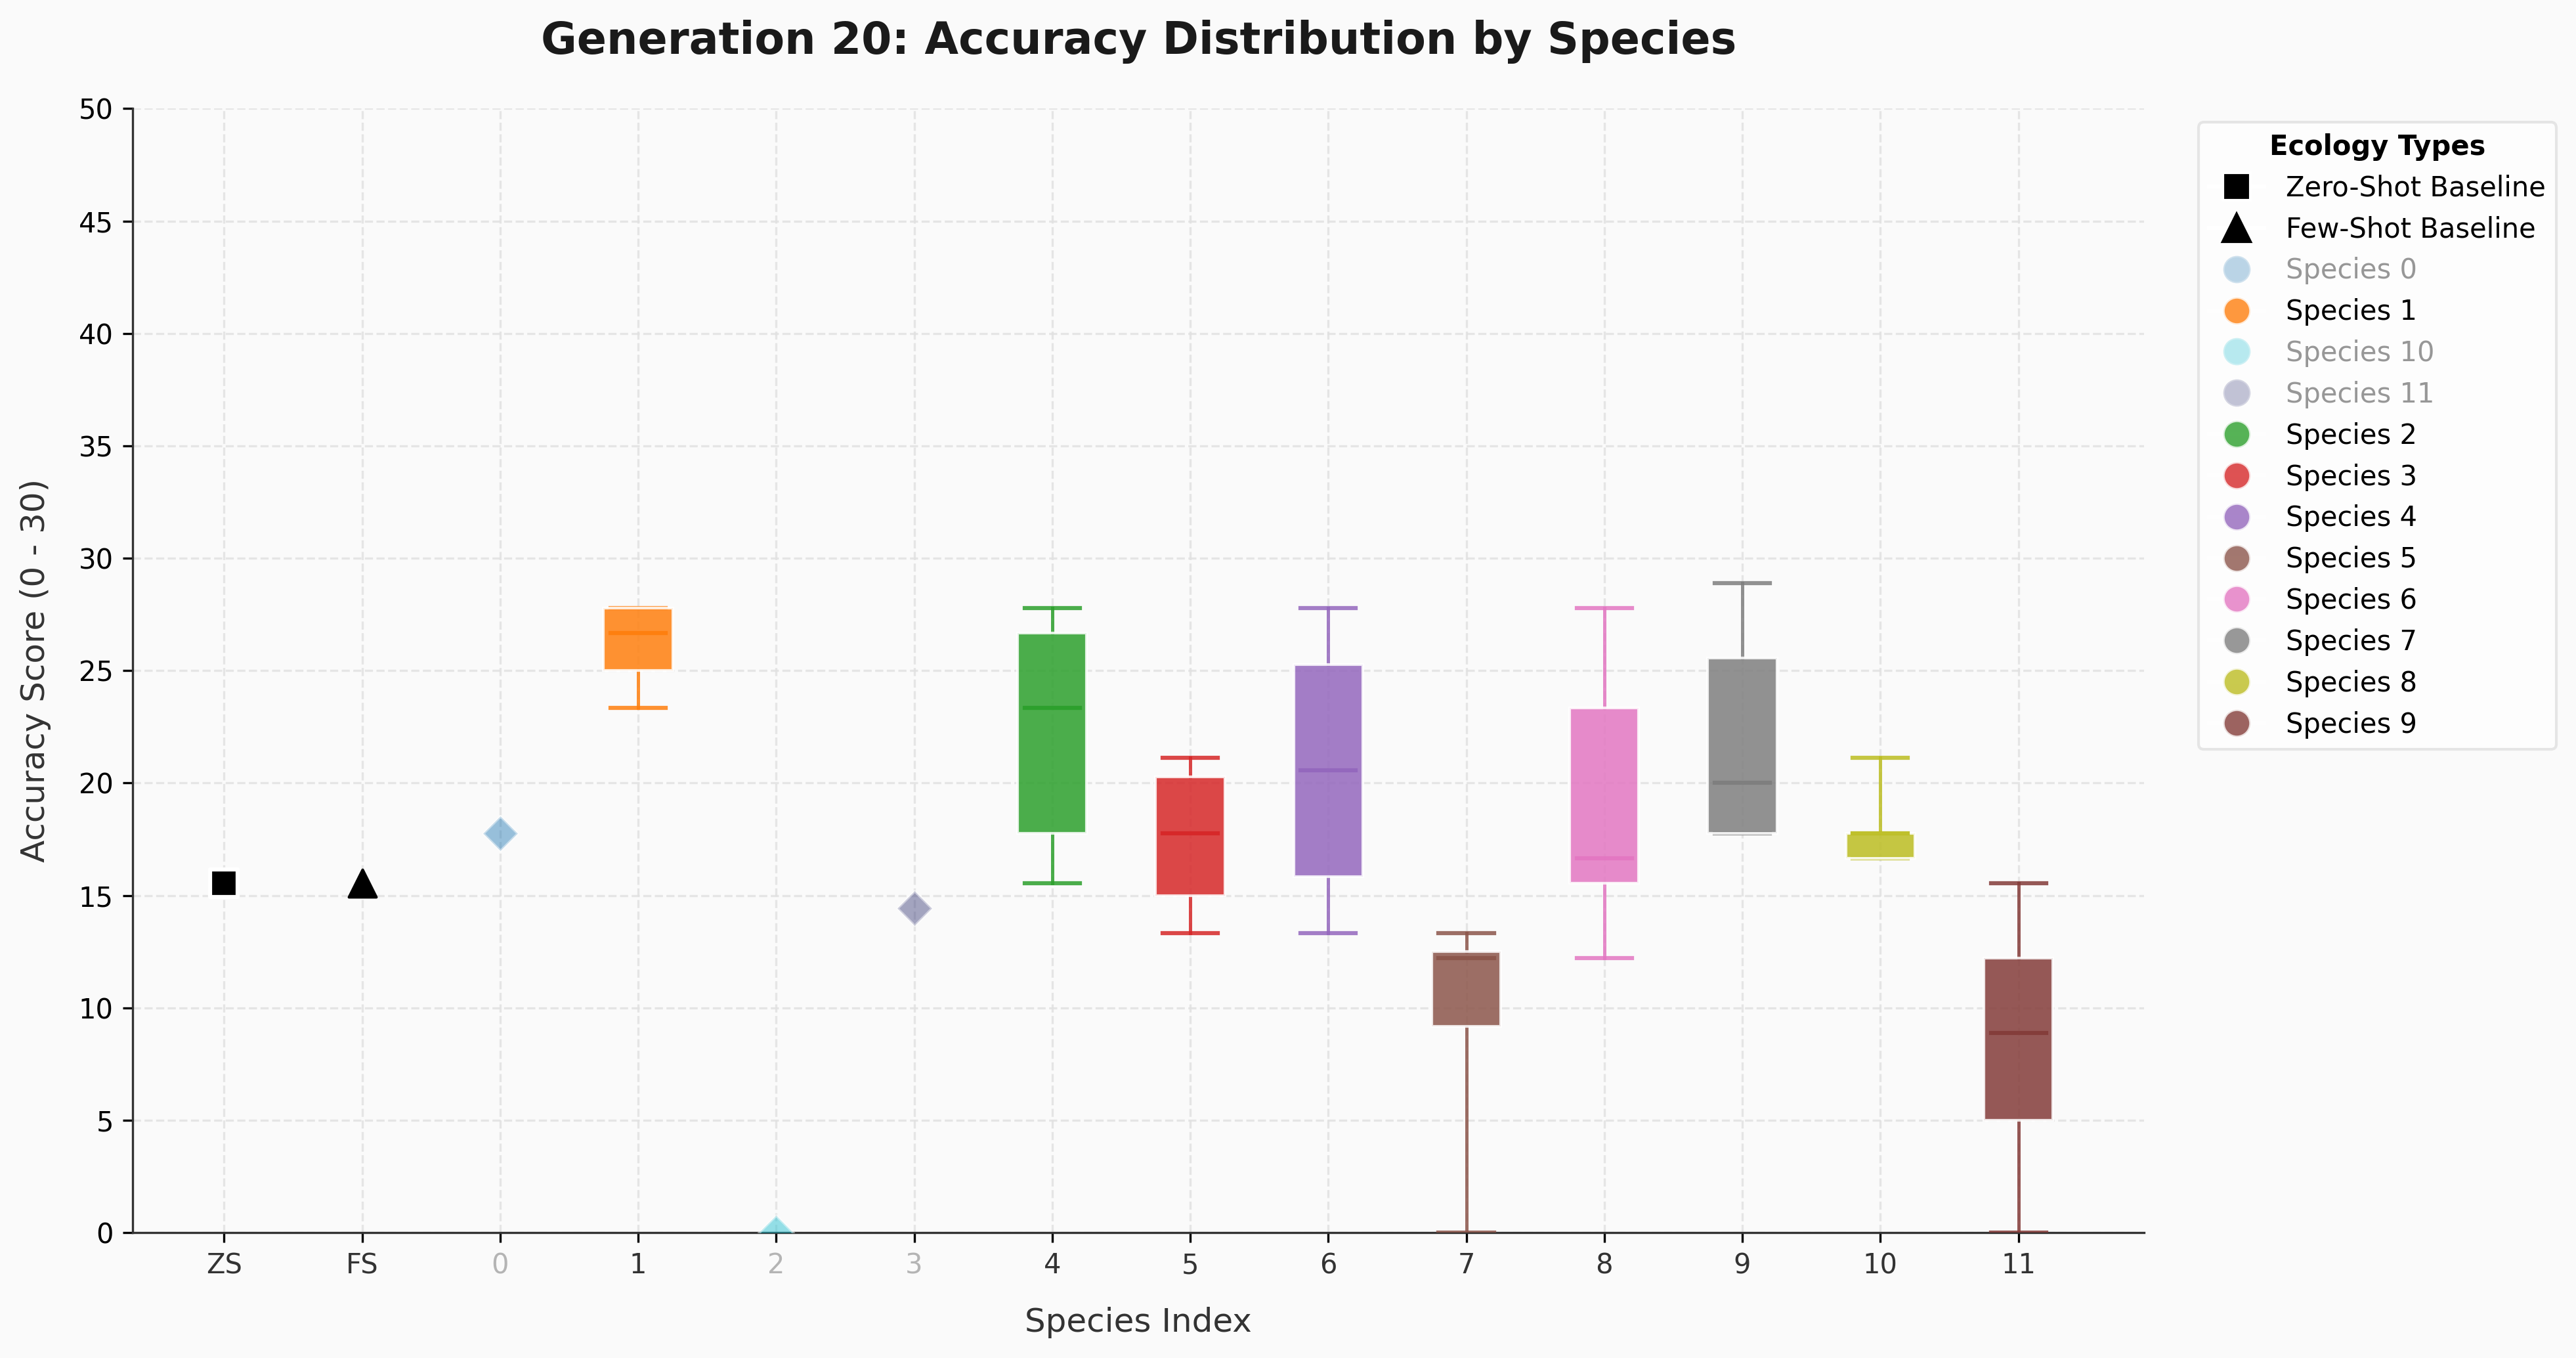 Generation 20: Accuracy Distribution by Species
50
45
40
35
30
25
20
15
10
5
0
Accuracy Score (0 - 30)
ZS FS 0 1 2 3 4 5 6 7 8 9 10 11
Species Index
Ecology Types
Zero-Shot Baseline
Few-Shot Baseline
Species 0
Species 1
Species 10
Species 11
Species 2
Species 3
Species 4
Species 5
Species 6
Species 7
Species 8
Species 9